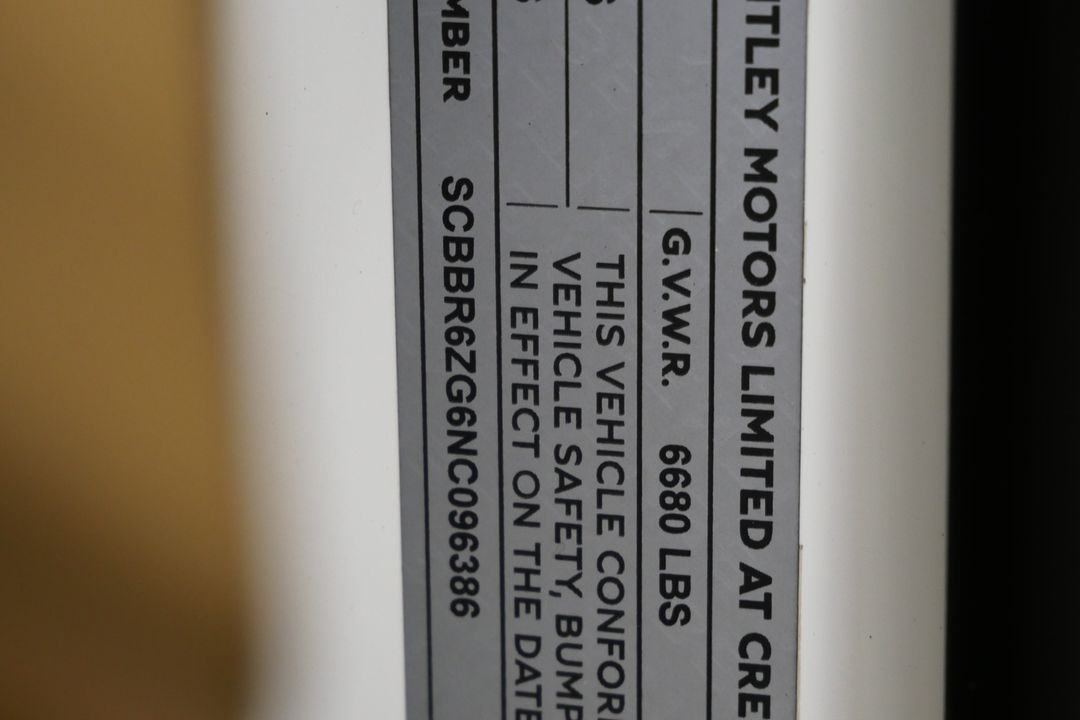 TLEY MOTORS LIMITED AT CRE
G.V.W.R. 6680 LBS
THIS VEHICLE CONFOR
VEHICLE SAFETY, BUMP
IN EFFECT ON THE DATE
MBER SCBBR6ZG6NC096386